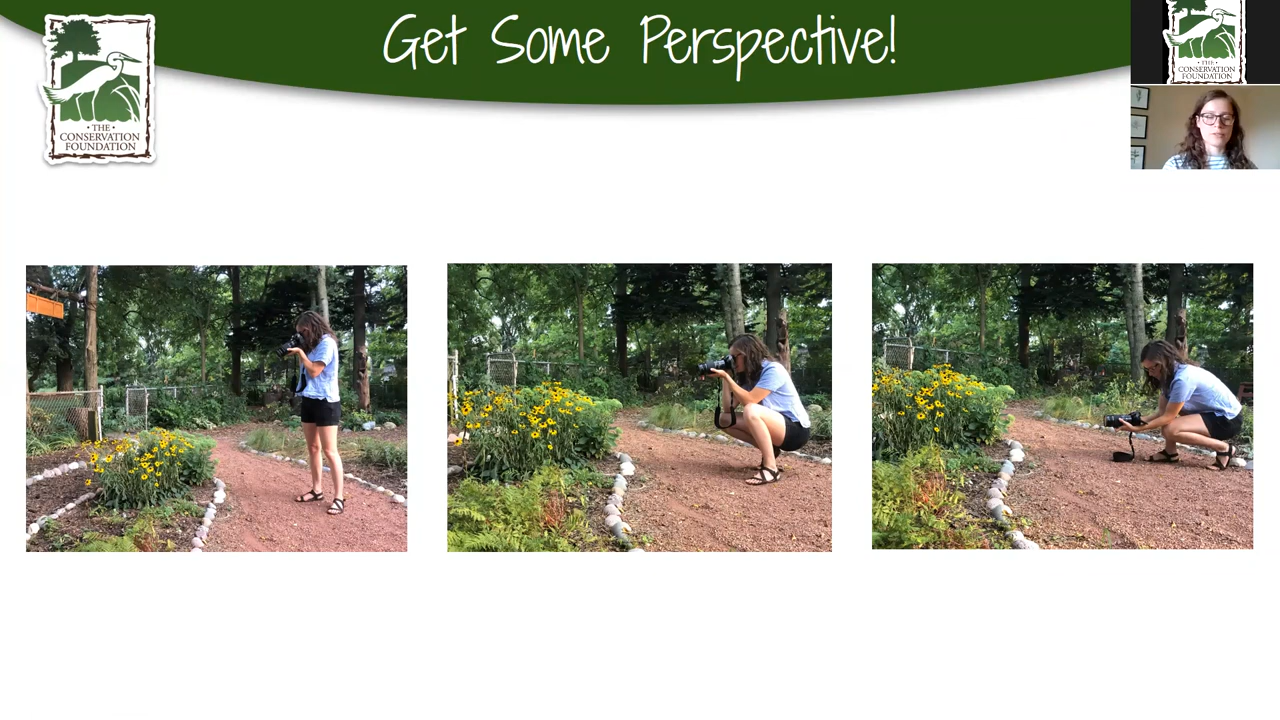 Get Some Perspective!
• THE •
CONSERVATION
FOUNDATION
• THE •
CONSERVATION
FOUNDATION